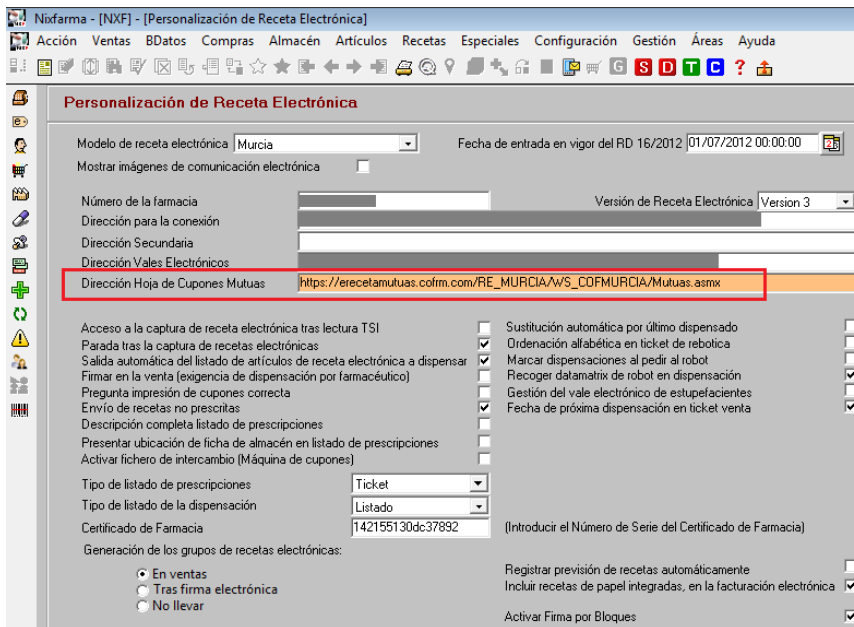 Nixfarma - [NXF] - [Personalización de Receta Electrónica]
Acción Ventas BDatos Compras Almacén Artículos Recetas Especiales Configuración Gestión Áreas Ayuda
G S D T C ?
Personalización de Receta Electrónica
Modelo de receta electrónica Murcia Fecha de entrada en vigor del RD 16/2012 01/07/2012 00:00:00
Mostrar imágenes de comunicación electrónica
Número de la farmacia Versión de Receta Electrónica Version 3
Dirección para la conexión
Dirección Secundaria
Dirección Vales Electrónicos
Dirección Hoja de Cupones Mutuas https://erecetamutuas.cofrm.com/RE_MURCIA/WS_COFMURCIA/Mutuas.asmx
Acceso a la captura de receta electrónica tras lectura TSI Sustitución automática por último dispensado
Parada tras la captura de recetas electrónicas Ordenación alfabética en ticket de rebotica
Salida automática del listado de artículos de receta electrónica a dispensar Marcar dispensaciones al pedir al robot
Firmar en la venta (exigencia de dispensación por farmacéutico) Recoger datamatrix de robot en dispensación
Pregunta impresión de cupones correcta Gestión del vale electrónico de estupefacientes
Envío de recetas no prescritas Fecha de próxima dispensación en ticket venta
Descripción completa listado de prescripciones
Presentar ubicación de ficha de almacén en listado de prescripciones
Activar fichero de intercambio (Máquina de cupones)
Tipo de listado de prescripciones Ticket
Tipo de listado de la dispensación Listado
Certificado de Farmacia 142155130dc37892 (Introducir el Número de Serie del Certificado de Farmacia)
Generación de los grupos de recetas electrónicas:
En ventas Registrar previsión de recetas automáticamente
Tras firma electrónica Incluir recetas de papel integradas, en la facturación electrónica
No llevar
Activar Firma por Bloques